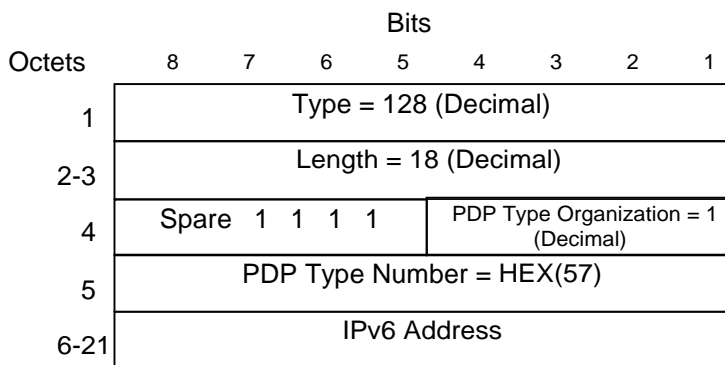 Bits
Octets 8 7 6 5 4 3 2 1
1 Type = 128 (Decimal)
2-3 Length = 18 (Decimal)
4 Spare 1 1 1 1 PDP Type Organization = 1
(Decimal)
5 PDP Type Number = HEX(57)
6-21 IPv6 Address